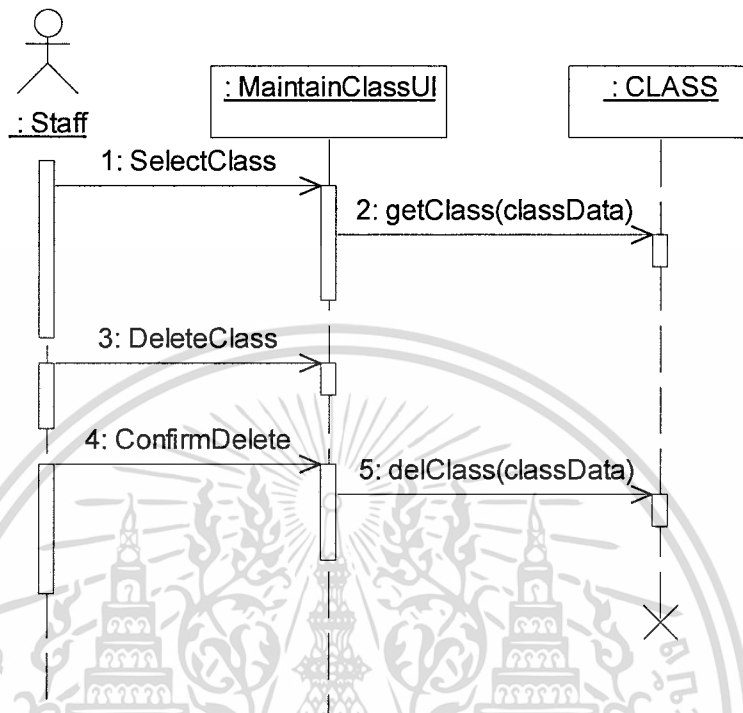 : Staff
: MaintainClassUI
: CLASS
1: SelectClass
2: getClass(classData)
3: DeleteClass
4: ConfirmDelete
5: delClass(classData)